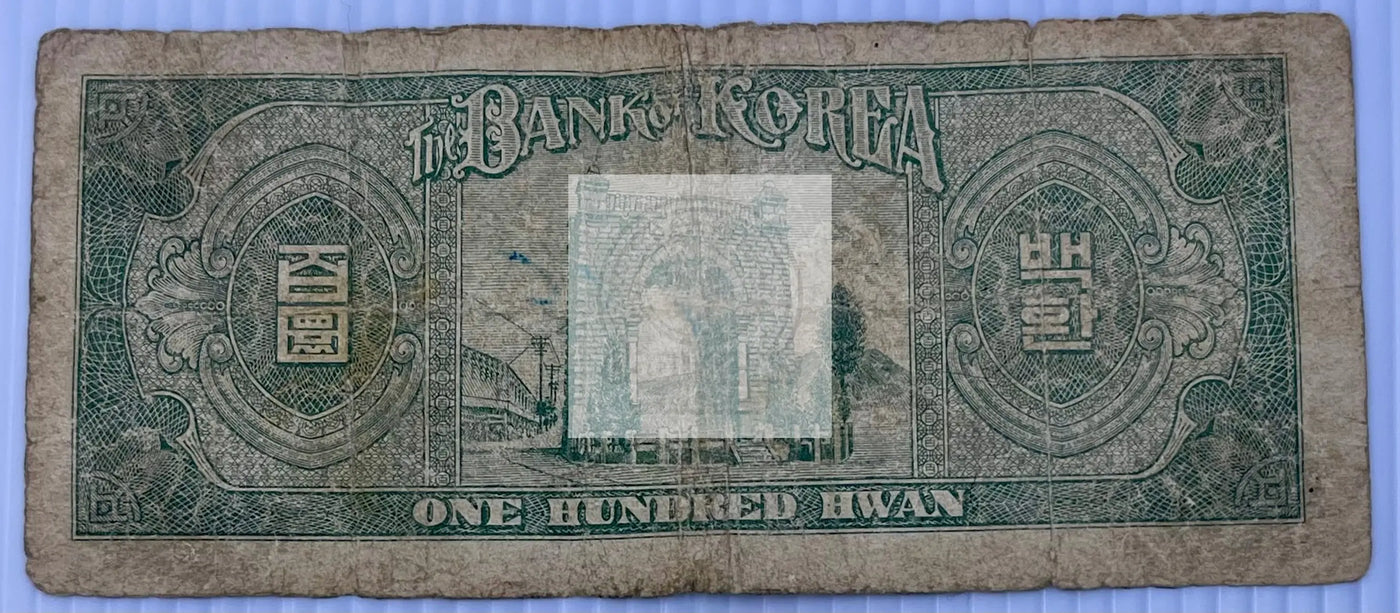 The BANK of KOREA
百圜
백환
ONE HUNDRED HWAN